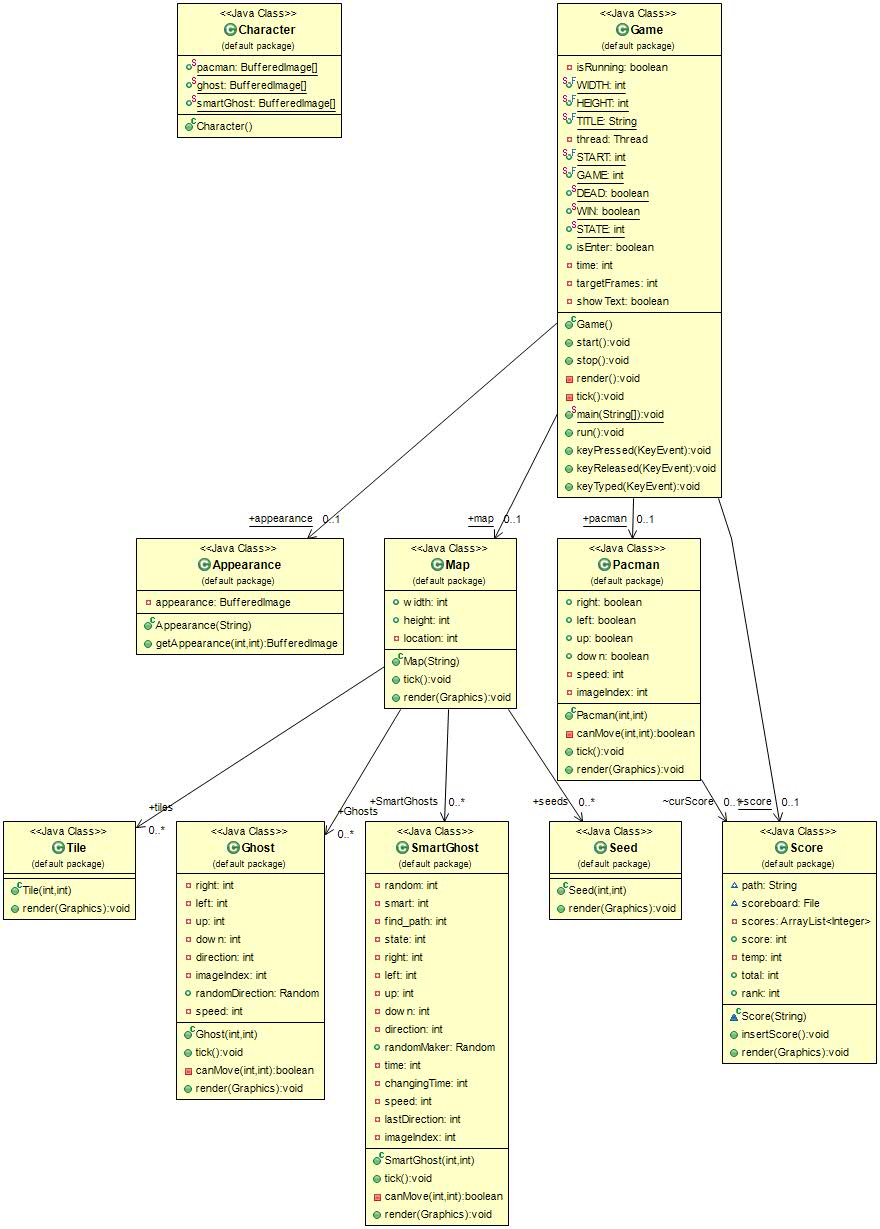 <<Java Class>>
Character
(default package)
pacman: BufferedImage[]
ghost: BufferedImage[]
smartGhost: BufferedImage[]
Character()
<<Java Class>>
Game
(default package)
isRunning: boolean
WIDTH: int
HEIGHT: int
TITLE: String
thread: Thread
START: int
GAME: int
DEAD: boolean
WIN: boolean
STATE: int
isEnter: boolean
time: int
targetFrames: int
showText: boolean
Game()
start():void
stop():void
render():void
tick():void
main(String[]):void
run():void
keyPressed(KeyEvent):void
keyReleased(KeyEvent):void
keyTyped(KeyEvent):void
+appearance 0..1
+map 0..1
+pacman 0..1
<<Java Class>>
Appearance
(default package)
appearance: BufferedImage
Appearance(String)
getAppearance(int,int):BufferedImage
<<Java Class>>
Map
(default package)
width: int
height: int
location: int
Map(String)
tick():void
render(Graphics):void
<<Java Class>>
Pacman
(default package)
right: boolean
left: boolean
up: boolean
down: boolean
speed: int
imageIndex: int
Pacman(int,int)
canMove(int,int):boolean
tick():void
render(Graphics):void
+tiles
0..*
+Ghosts
0..*
+SmartGhosts 0..*
+seeds 0..*
~curScore 0..1
+score 0..1
<<Java Class>>
Tile
(default package)
Tile(int,int)
render(Graphics):void
<<Java Class>>
Ghost
(default package)
right: int
left: int
up: int
down: int
direction: int
imageIndex: int
randomDirection: Random
speed: int
Ghost(int,int)
tick():void
canMove(int,int):boolean
render(Graphics):void
<<Java Class>>
SmartGhost
(default package)
random: int
smart: int
find_path: int
state: int
right: int
left: int
up: int
down: int
direction: int
randomMaker: Random
time: int
changingTime: int
speed: int
lastDirection: int
imageIndex: int
SmartGhost(int,int)
tick():void
canMove(int,int):boolean
render(Graphics):void
<<Java Class>>
Seed
(default package)
Seed(int,int)
render(Graphics):void
<<Java Class>>
Score
(default package)
path: String
scoreboard: File
scores: ArrayList<Integer>
score: int
temp: int
total: int
rank: int
Score(String)
insertScore():void
render(Graphics):void